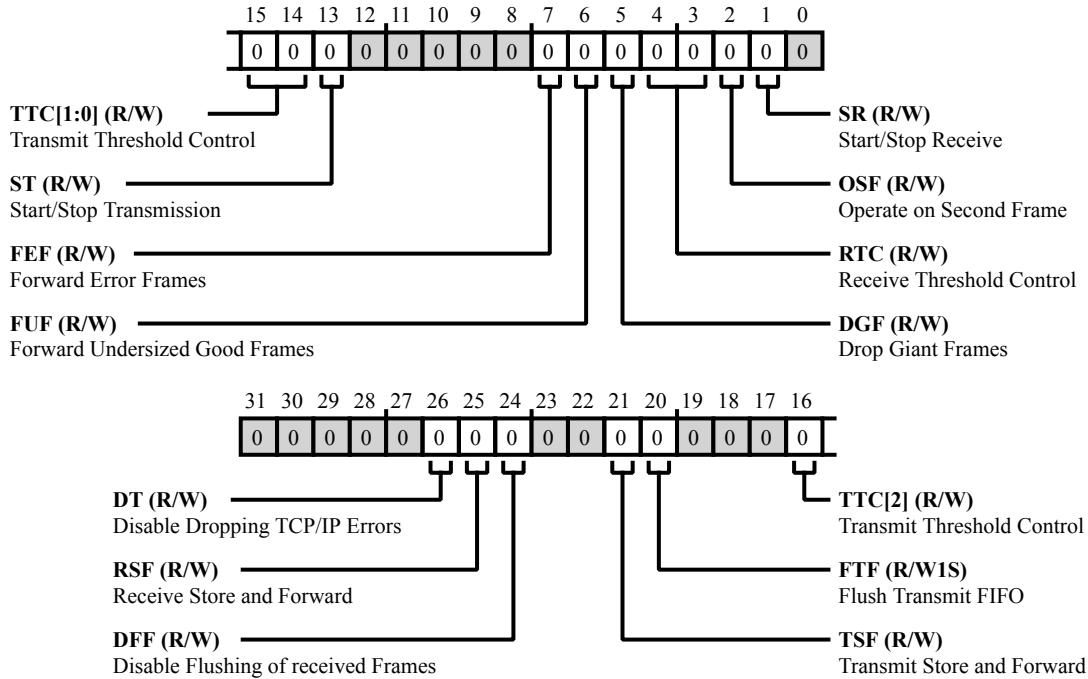 15 14 13 12 11 10 9 8 7 6 5 4 3 2 1 0
0 0 0 0 0 0 0 0 0 0 0 0 0 0 0 0
TTC[1:0] (R/W)
Transmit Threshold Control
ST (R/W)
Start/Stop Transmission
FEF (R/W)
Forward Error Frames
FUF (R/W)
Forward Undersized Good Frames
SR (R/W)
Start/Stop Receive
OSF (R/W)
Operate on Second Frame
RTC (R/W)
Receive Threshold Control
DGF (R/W)
Drop Giant Frames
31 30 29 28 27 26 25 24 23 22 21 20 19 18 17 16
0 0 0 0 0 0 0 0 0 0 0 0 0 0 0 0
DT (R/W)
Disable Dropping TCP/IP Errors
RSF (R/W)
Receive Store and Forward
DFF (R/W)
Disable Flushing of received Frames
TTC[2] (R/W)
Transmit Threshold Control
FTF (R/W1S)
Flush Transmit FIFO
TSF (R/W)
Transmit Store and Forward